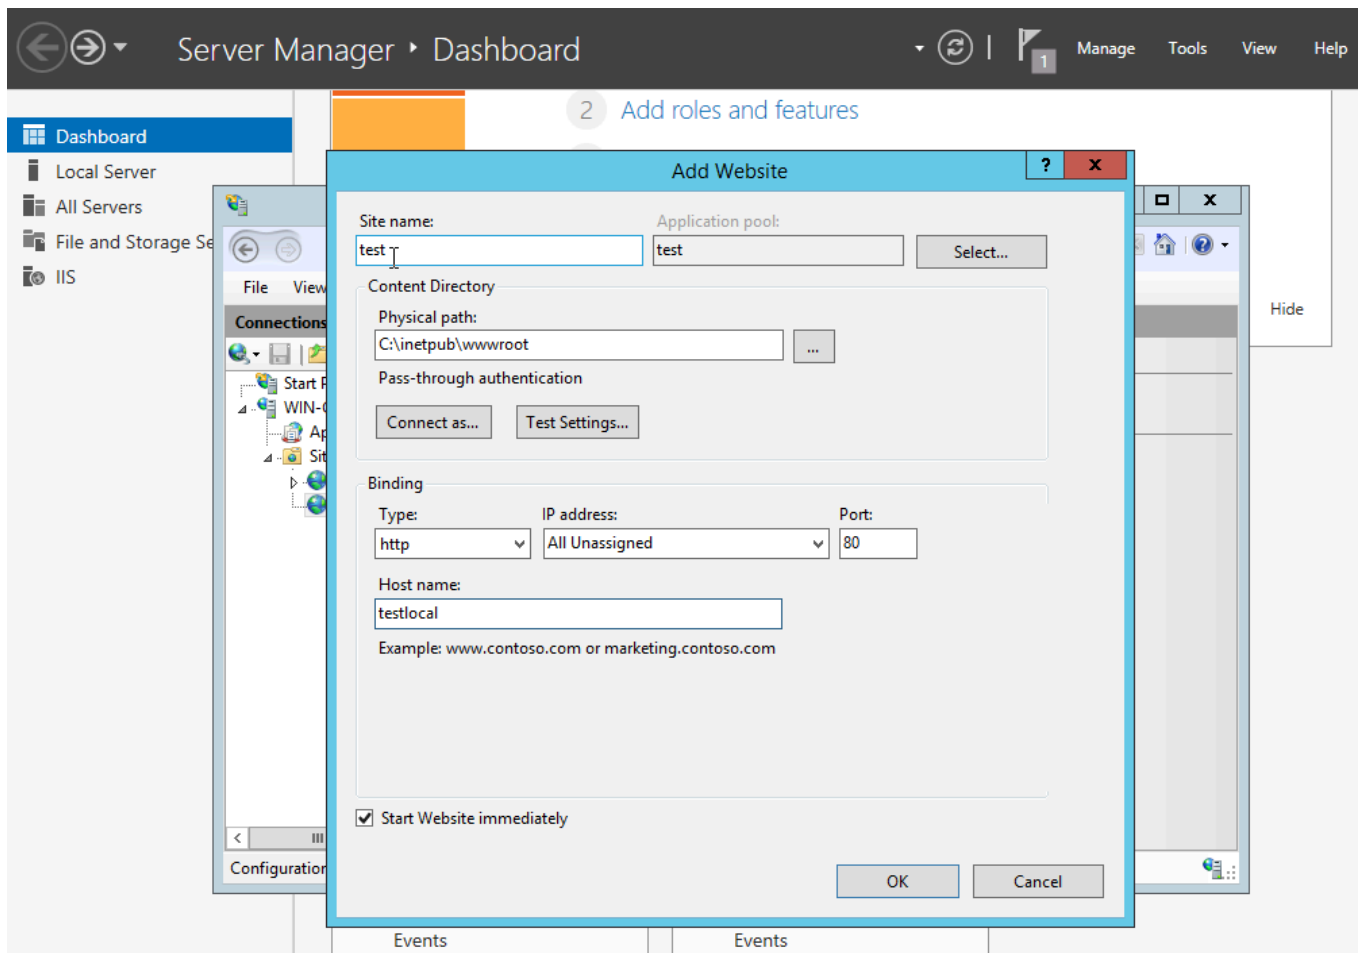 Server Manager ‣ Dashboard
1
Manage Tools View Help
Dashboard
Local Server
All Servers
File and Storage Se
IIS
2 Add roles and features
Hide
File View
Connections
Start P
WIN-
Ap
Sit
Configuration
Add Website
? x
Site name:
test
Application pool:
test
Select...
Content Directory
Physical path:
C:\inetpub\wwwroot
...
Pass-through authentication
Connect as...
Test Settings...
Binding
Type:
http
IP address:
All Unassigned
Port:
80
Host name:
testlocal
Example: www.contoso.com or marketing.contoso.com
Start Website immediately
OK
Cancel
Events
Events